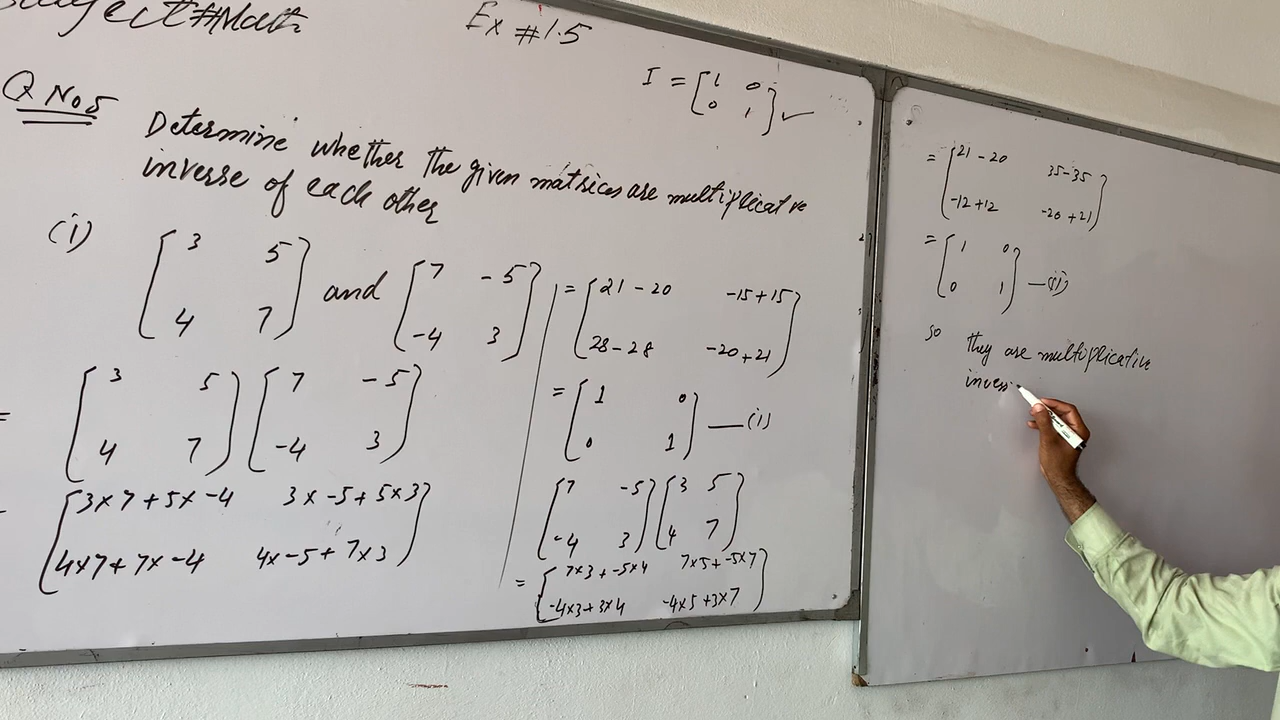 Subject#Math
Ex # 1.5
I = [1 0
0 1] ✓
Q No 5
Determine whether the given matrices are multiplicative
inverse of each other
(i) [3 5
4 7] and [7 -5
-4 3]
= [3 5
4 7] [7 -5
-4 3]
[3×7+5×-4 3×-5+5×3
4×7+7×-4 4×-5+7×3]
= [21-20 -15+15
28-28 -20+21]
= [1 0
0 1] —(i)
[7 -5
-4 3] [3 5
4 7]
= [7×3+-5×4 7×5+-5×7
-4×3+3×4 -4×5+3×7]
= [21-20 35-35
-12+12 -20+21]
= [1 0
0 1] —(ii)
so they are multiplicative
invers